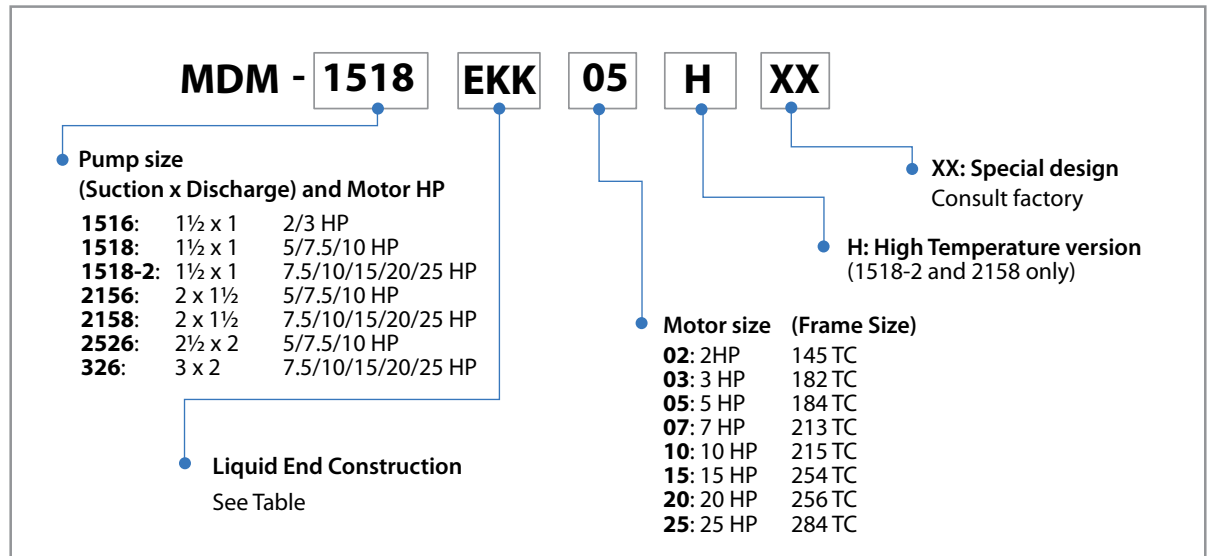 MDM - 1518 EKK 05 H XX
Pump size
(Suction x Discharge) and Motor HP
1516: 1½ x 1 2/3 HP
1518: 1½ x 1 5/7.5/10 HP
1518-2: 1½ x 1 7.5/10/15/20/25 HP
2156: 2 x 1½ 5/7.5/10 HP
2158: 2 x 1½ 7.5/10/15/20/25 HP
2526: 2½ x 2 5/7.5/10 HP
326: 3 x 2 7.5/10/15/20/25 HP
Liquid End Construction
See Table
Motor size (Frame Size)
02: 2HP 145 TC
03: 3 HP 182 TC
05: 5 HP 184 TC
07: 7 HP 213 TC
10: 10 HP 215 TC
15: 15 HP 254 TC
20: 20 HP 256 TC
25: 25 HP 284 TC
H: High Temperature version
(1518-2 and 2158 only)
XX: Special design
Consult factory